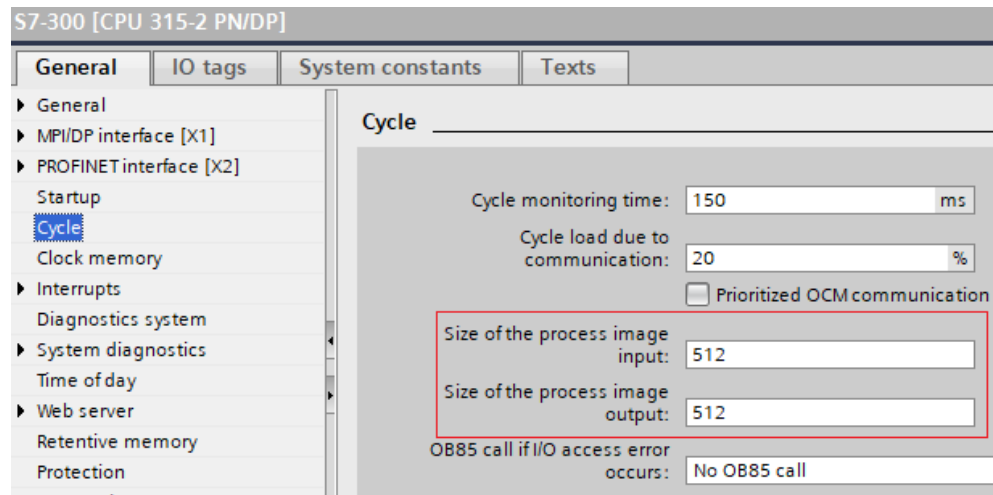 S7-300 [CPU 315-2 PN/DP]
General IO tags System constants Texts
General
MPI/DP interface [X1]
PROFINET interface [X2]
Startup
Cycle
Clock memory
Interrupts
Diagnostics system
System diagnostics
Time of day
Web server
Retentive memory
Protection
Cycle
Cycle monitoring time: 150 ms
Cycle load due to
communication: 20 %
Prioritized OCM communication
Size of the process image
input: 512
Size of the process image
output: 512
OB85 call if I/O access error
occurs: No OB85 call